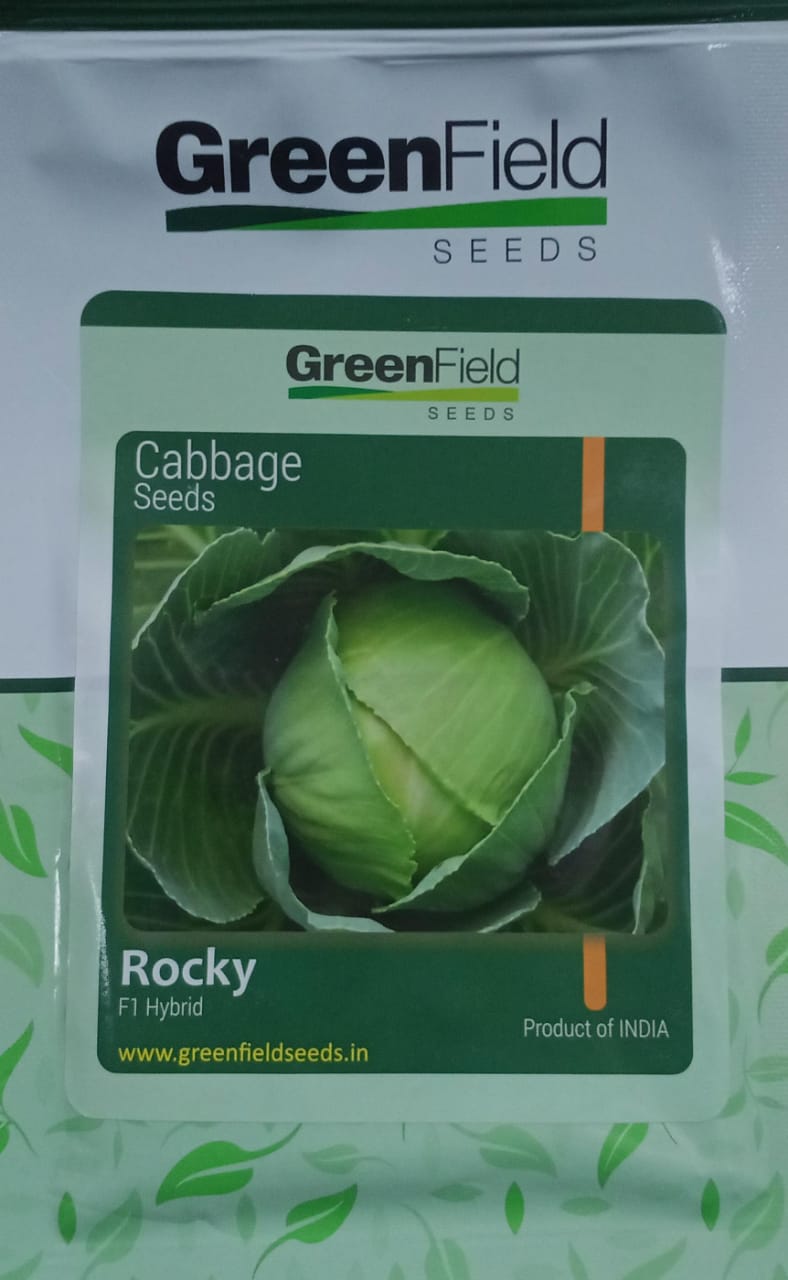 GreenField
SEEDS
GreenField
SEEDS
Cabbage
Seeds
Rocky
F1 Hybrid
Product of INDIA
www.greenfieldseeds.in